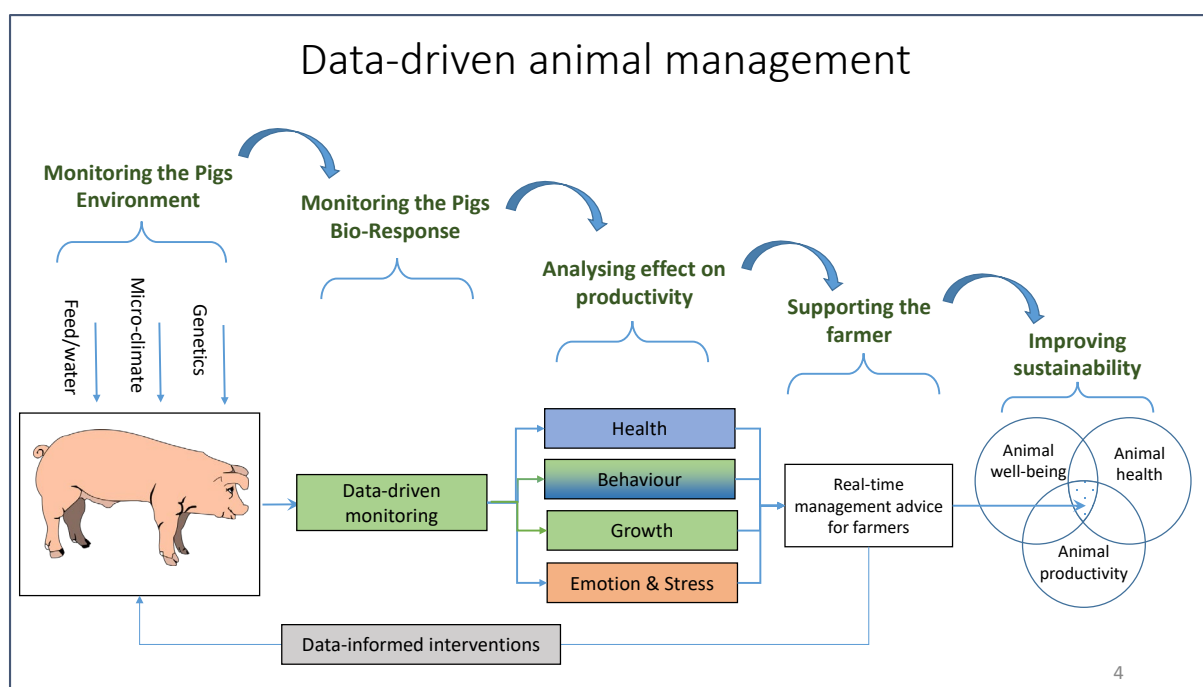 Data-driven animal management
Monitoring the Pigs
Environment
Monitoring the Pigs
Bio-Response
Analysing effect on
productivity
Supporting the
farmer
Improving
sustainability
Feed/water
Micro-climate
Genetics
Data-driven
monitoring
Health
Behaviour
Growth
Emotion & Stress
Real-time
management advice
for farmers
Animal
well-being
Animal
health
Animal
productivity
Data-informed interventions
4